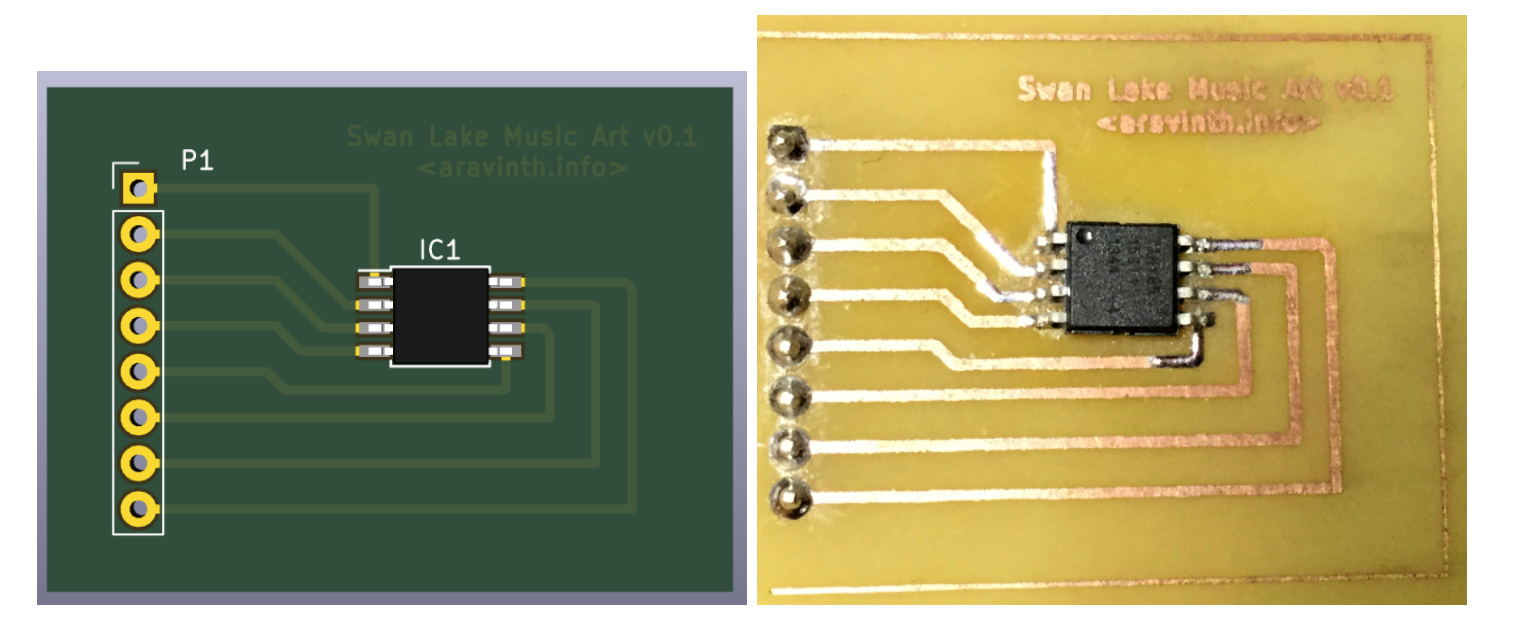 Swan Lake Music Art v0.1
<aravinth.info>
P1
IC1
Swan Lake Music Art v0.1
<aravinth.info>